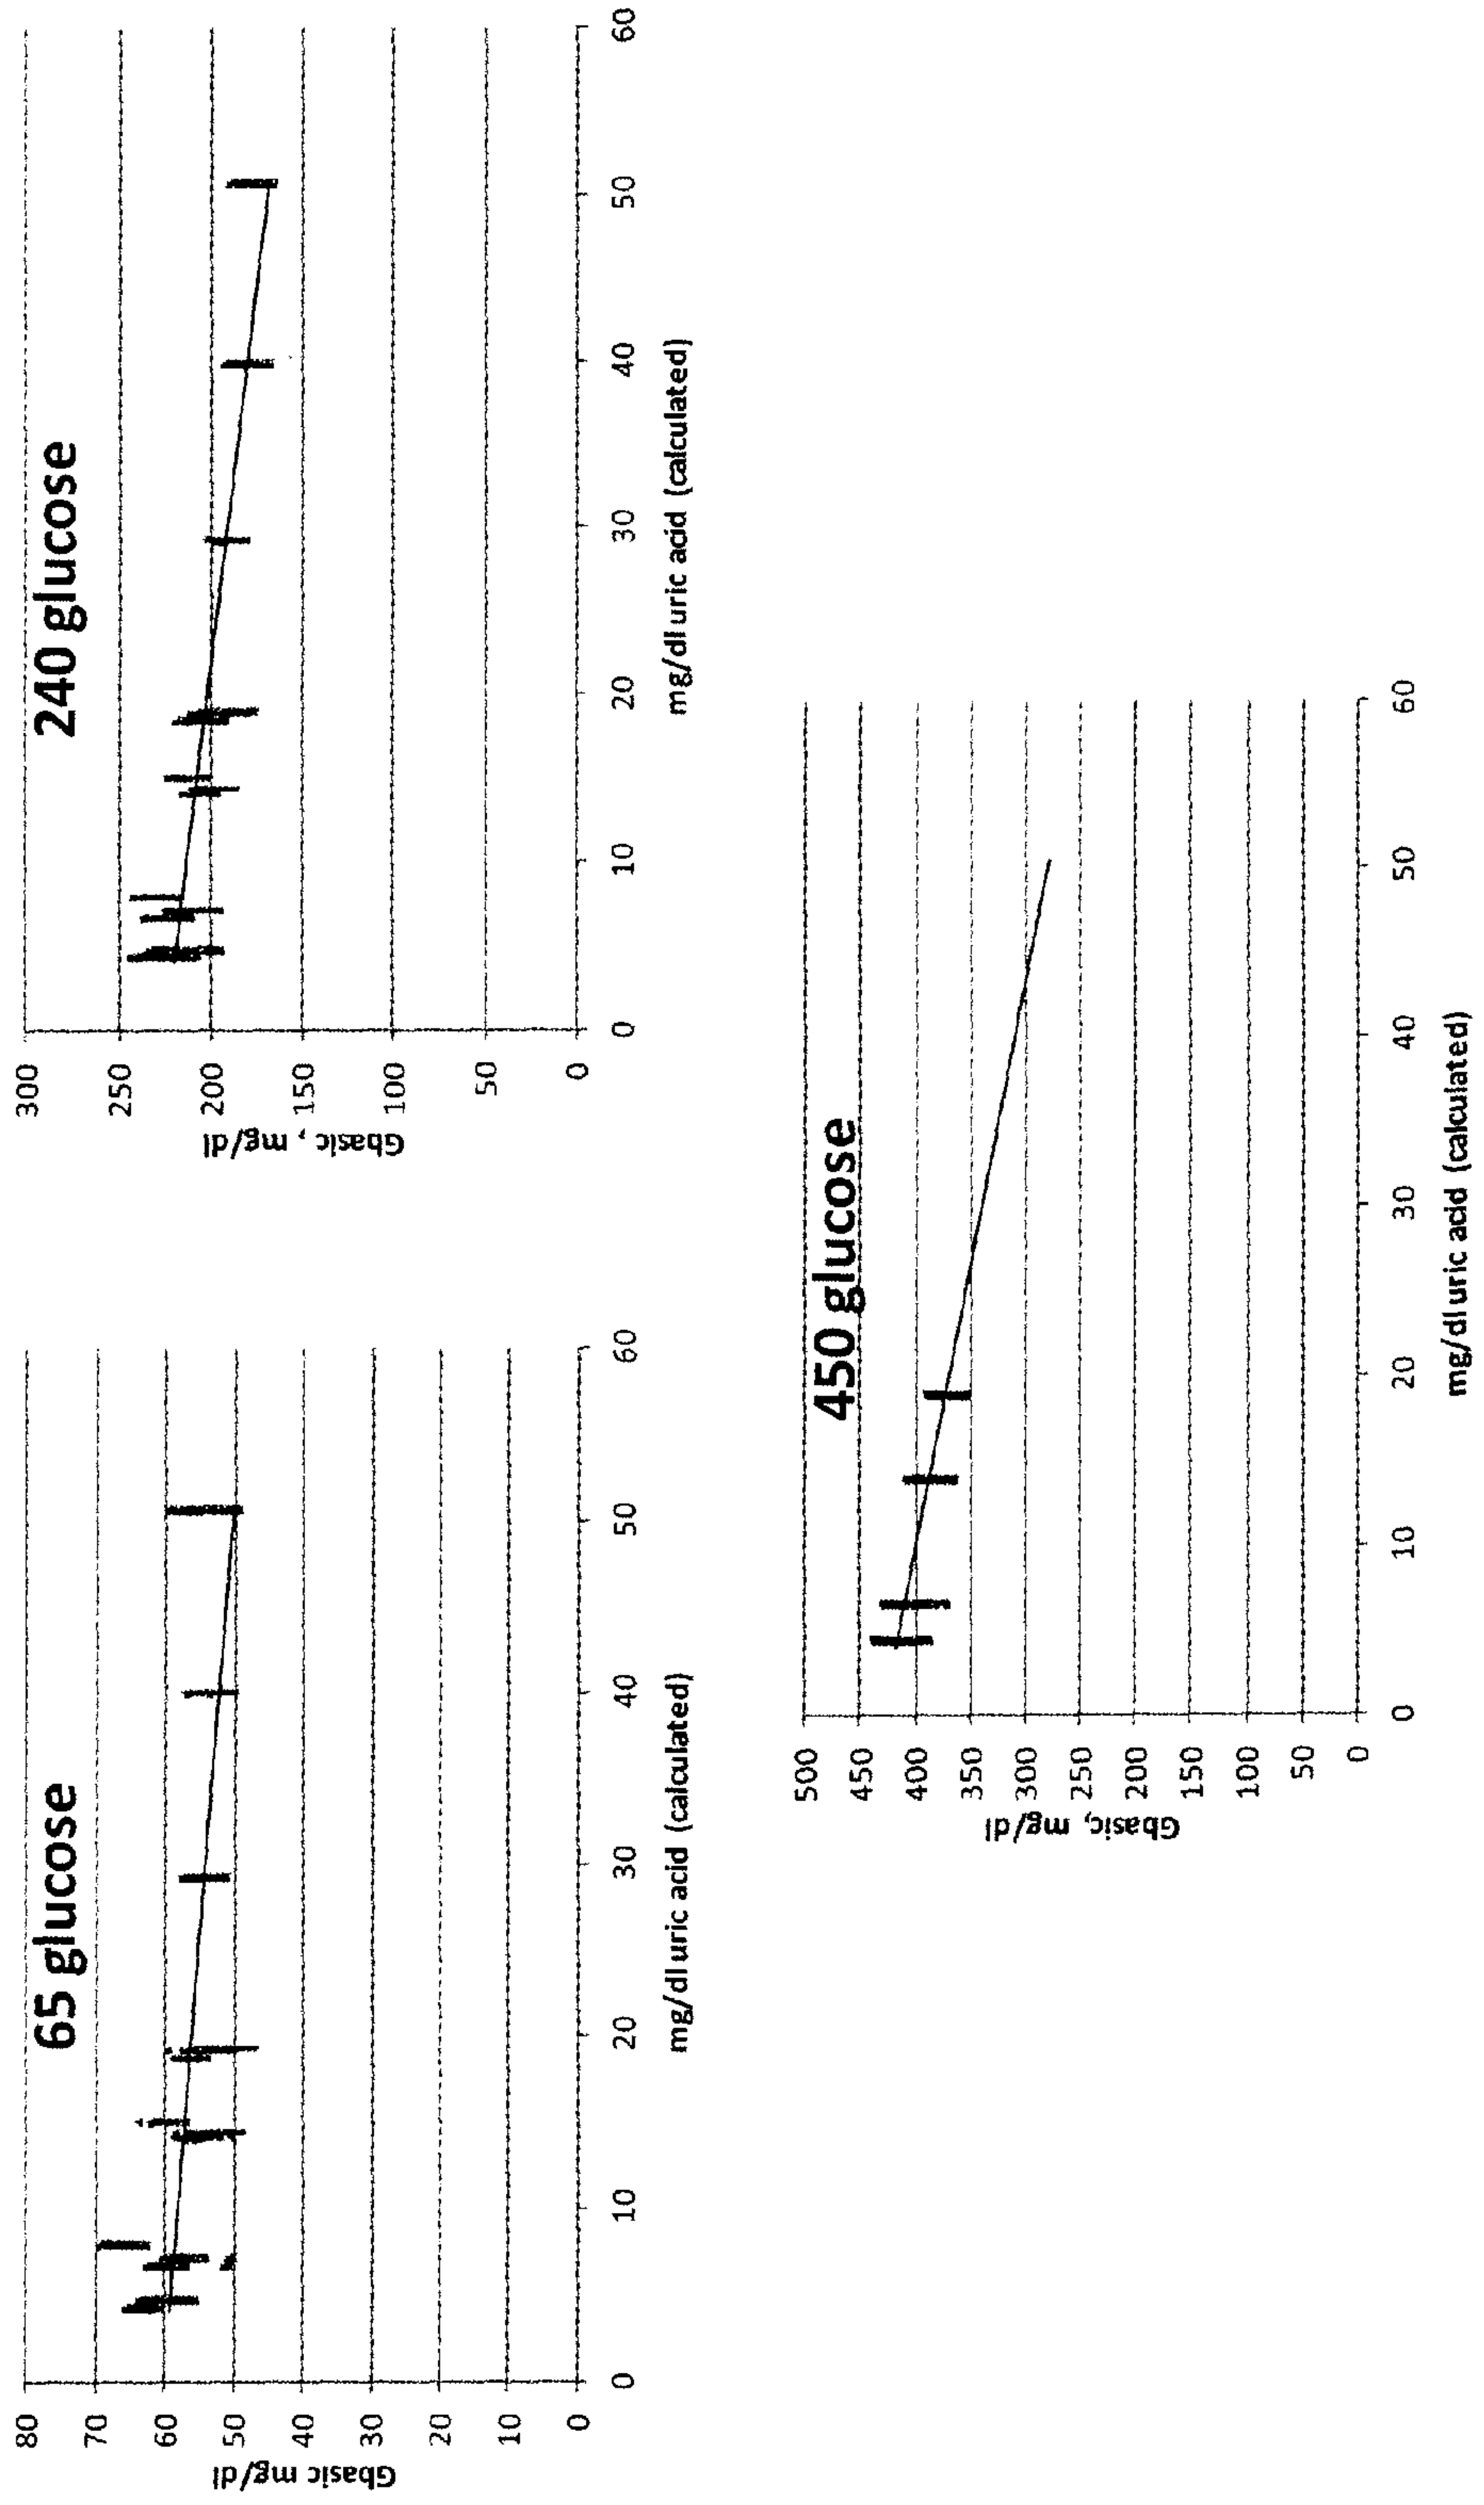 65 glucose
80
70
60
50
40
30
20
10
0
Gbasic mg/dl
0 10 20 30 40 50 60
mg/dl uric acid (calculated)
240 glucose
300
250
200
150
100
50
0
Gbasic , mg/dl
0 10 20 30 40 50 60
mg/dl uric acid (calculated)
450 glucose
500
450
400
350
300
250
200
150
100
50
0
Gbasic, mg/dl
0 10 20 30 40 50 60
mg/dl uric acid (calculated)